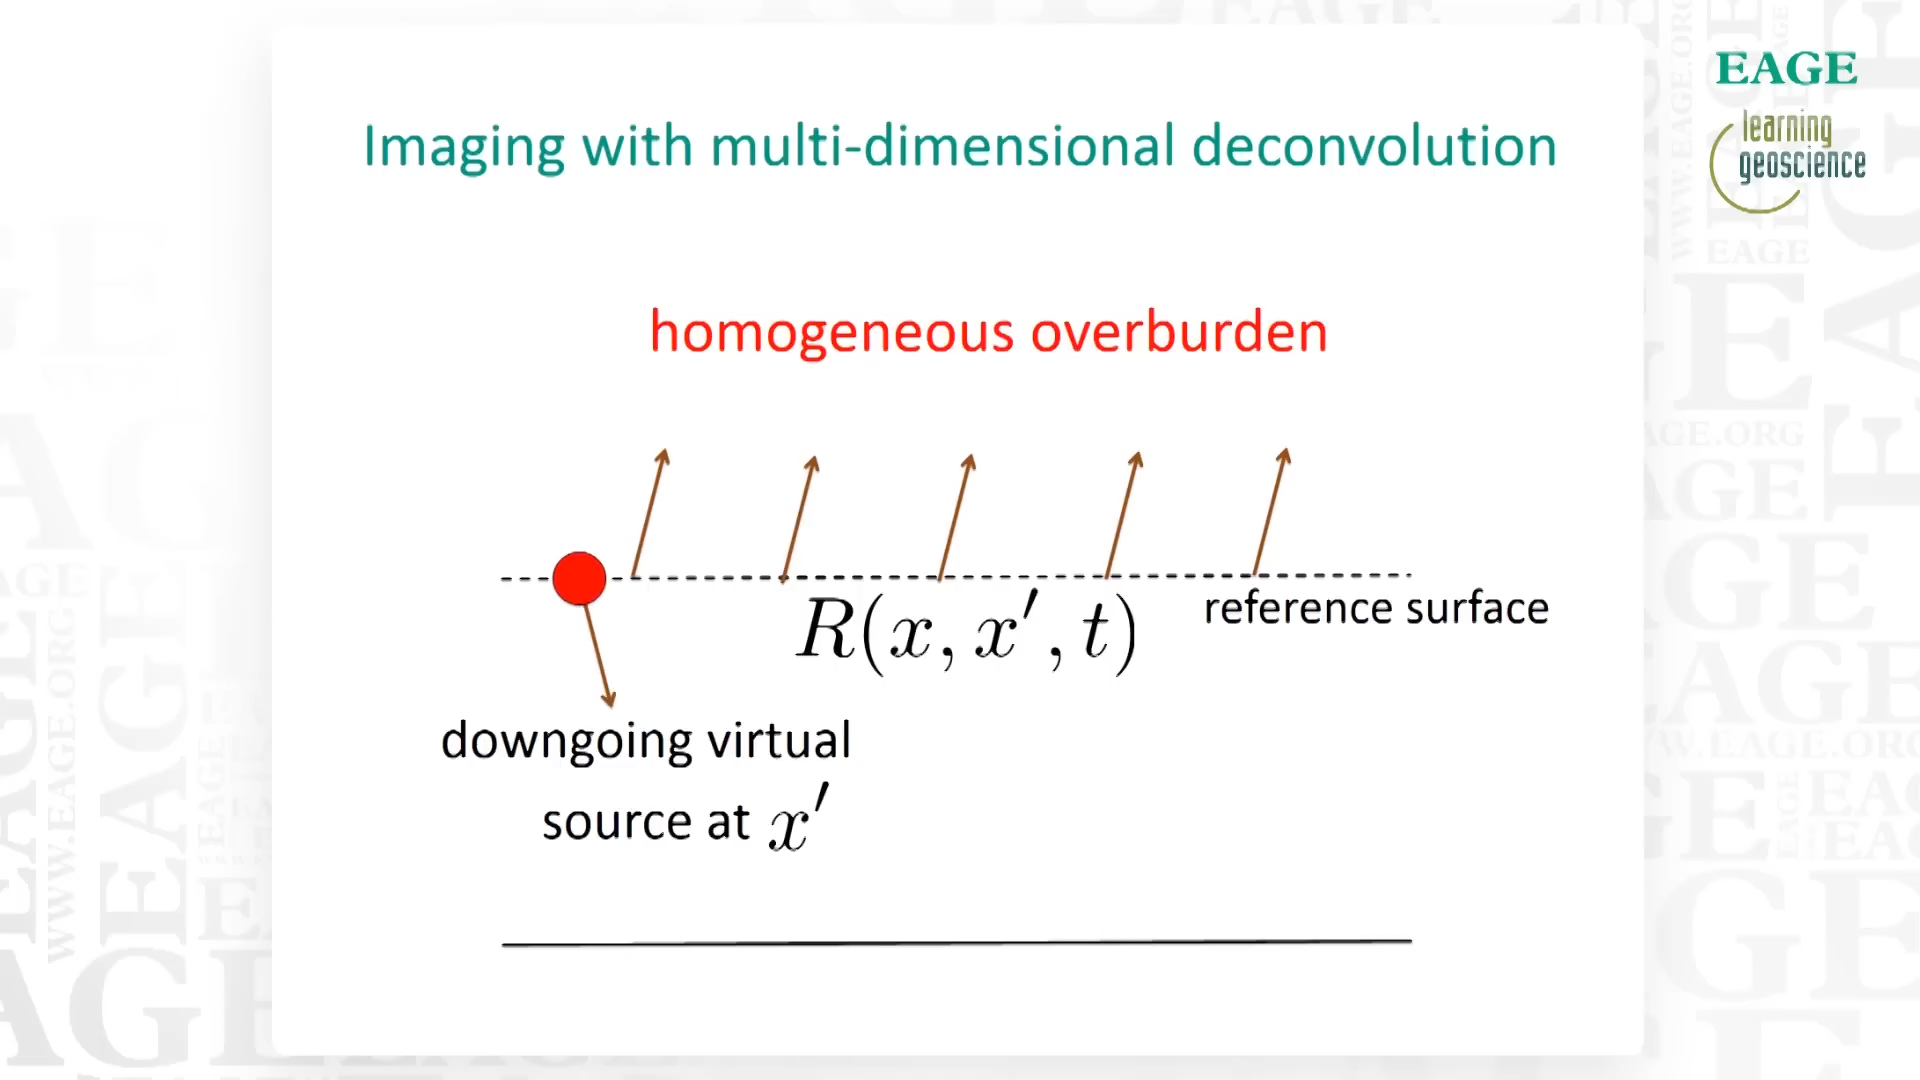 EAGE
learning
geoscience
Imaging with multi-dimensional deconvolution
homogeneous overburden
R(x, x′, t)
reference surface
downgoing virtual
source at x′